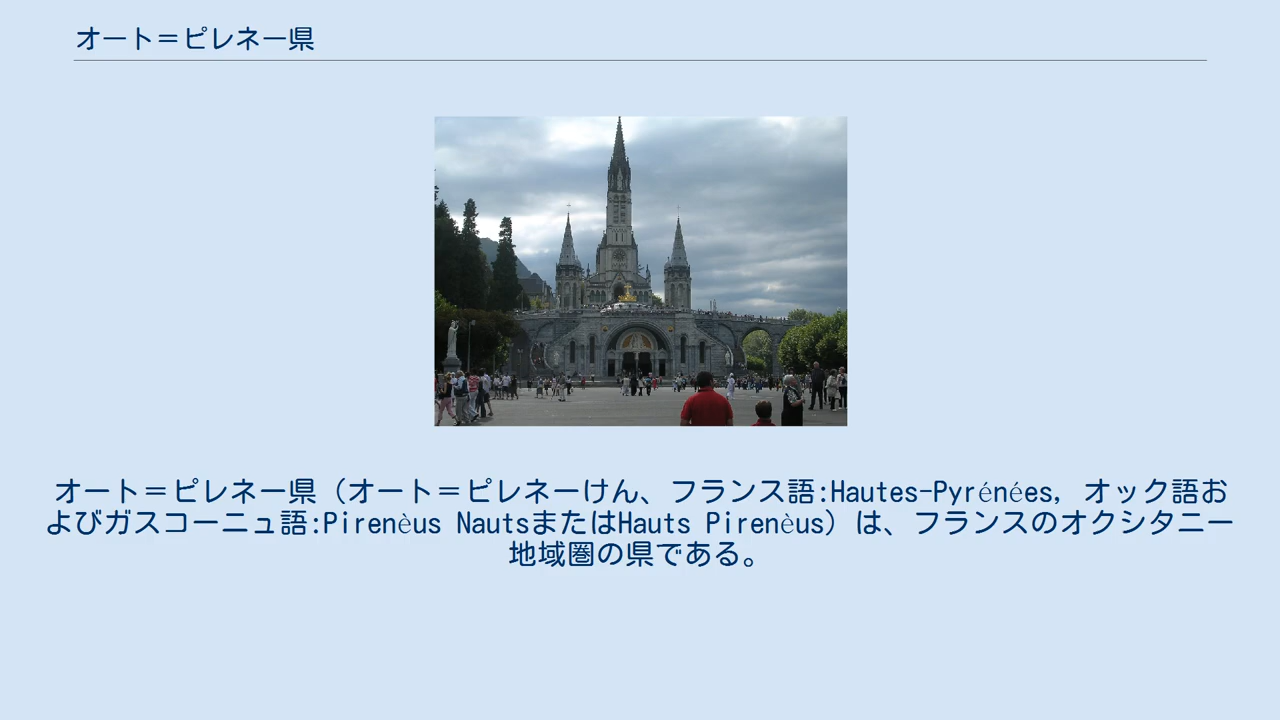 オート＝ピレネー県
オート＝ピレネー県（オート＝ピレネーけん、フランス語:Hautes-Pyrénées, オック語お
よびガスコーニュ語:Pirenèus NautsまたはHauts Pirenèus）は、フランスのオクシタニー
地域圏の県である。